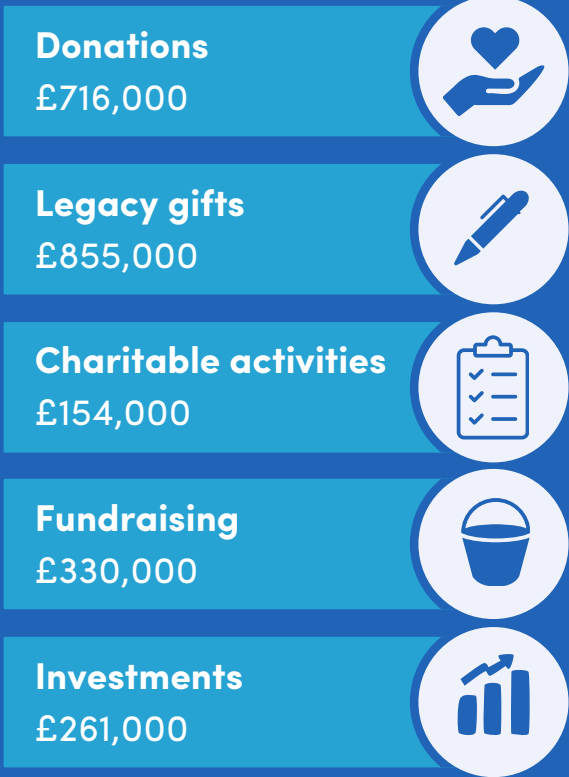 Donations
£716,000
Legacy gifts
£855,000
Charitable activities
£154,000
Fundraising
£330,000
Investments
£261,000